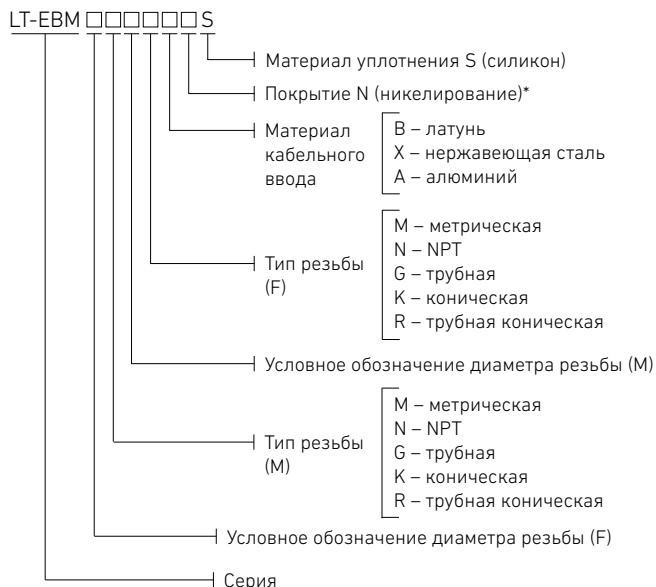 LT-EBM □□□□□□ S
Материал уплотнения S (силикон)
Покрытие N (никелирование)*
Материал
кабельного
ввода
B – латунь
X – нержавеющая сталь
A – алюминий
Тип резьбы
(F)
M – метрическая
N – NPT
G – трубная
K – коническая
R – трубная коническая
Условное обозначение диаметра резьбы (M)
Тип резьбы
(M)
M – метрическая
N – NPT
G – трубная
K – коническая
R – трубная коническая
Условное обозначение диаметра резьбы (F)
Серия